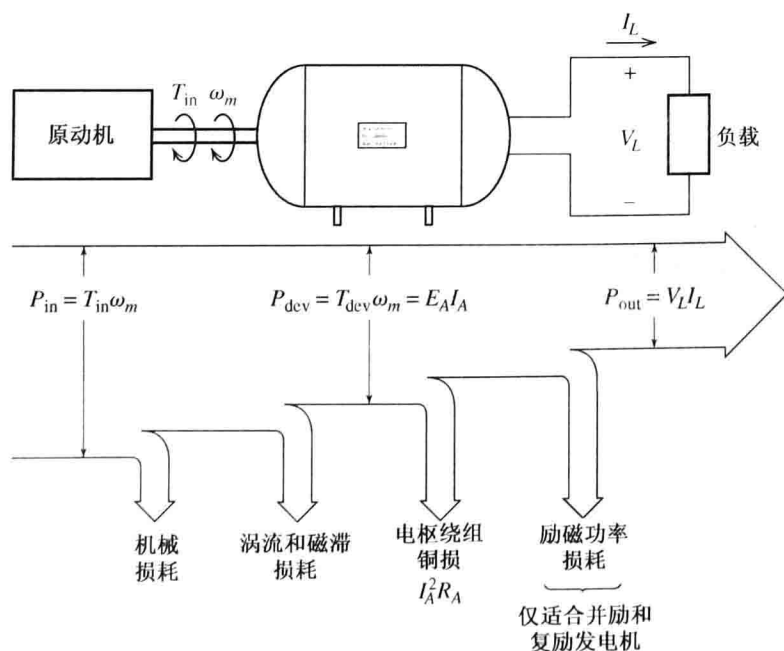 I_L
T_in ω_m
+
原动机
V_L
负载
−
P_in = T_in ω_m
P_dev = T_dev ω_m = E_A I_A
P_out = V_L I_L
机械
损耗
涡流和磁滞
损耗
电枢绕组
铜损
I_A^2 R_A
励磁功率
损耗
仅适合并励和
复励发电机